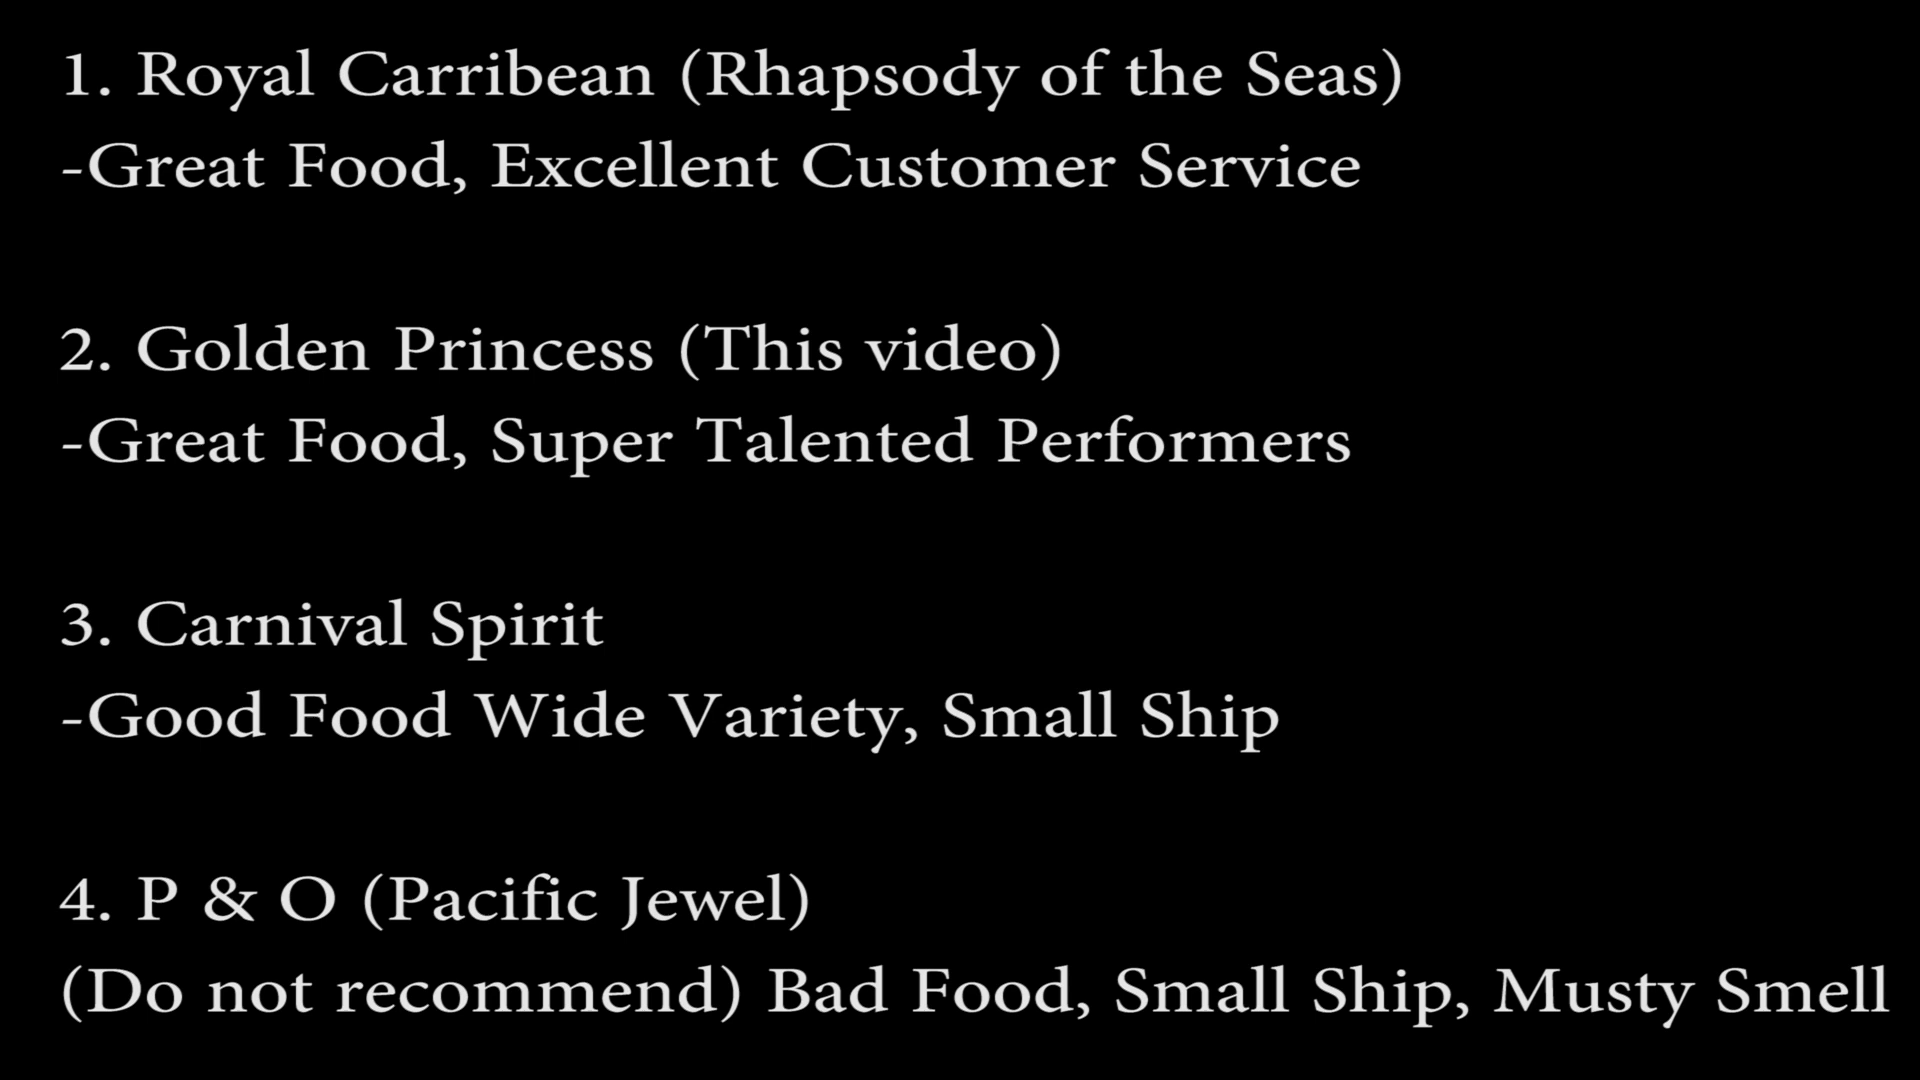 1. Royal Carribean (Rhapsody of the Seas)
-Great Food, Excellent Customer Service
2. Golden Princess (This video)
-Great Food, Super Talented Performers
3. Carnival Spirit
-Good Food Wide Variety, Small Ship
4. P & O (Pacific Jewel)
(Do not recommend) Bad Food, Small Ship, Musty Smell